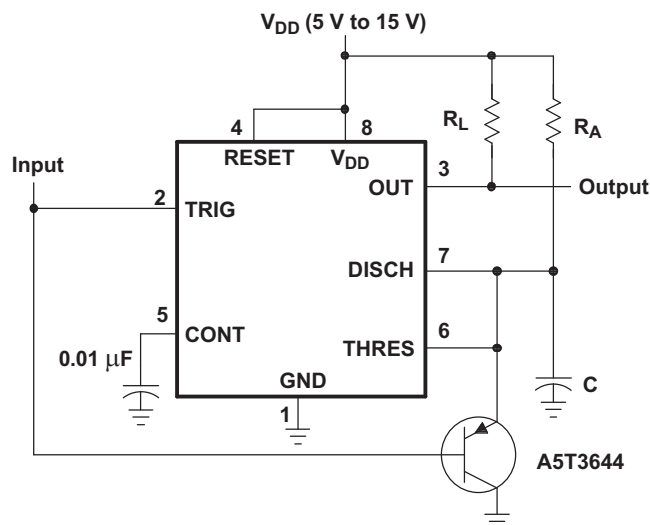 VDD (5 V to 15 V)
4
8
RL
RA
RESET
VDD
Input
3
OUT
Output
2
TRIG
7
DISCH
5
CONT
6
THRES
0.01 μF
GND
C
1
A5T3644